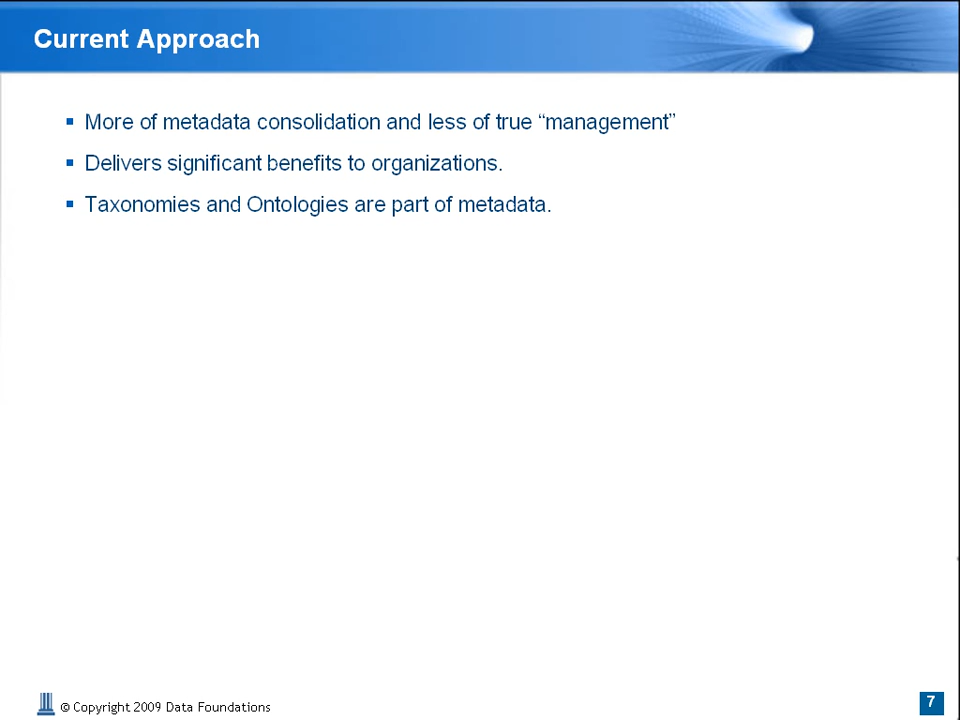 Current Approach
▪ More of metadata consolidation and less of true “management”
▪ Delivers significant benefits to organizations.
▪ Taxonomies and Ontologies are part of metadata.
© Copyright 2009 Data Foundations
7